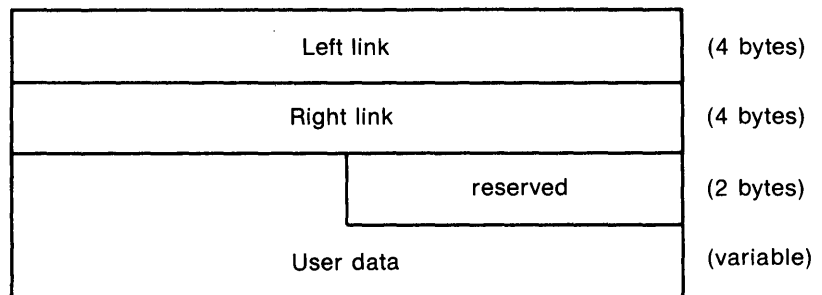 Left link (4 bytes)
Right link (4 bytes)
reserved (2 bytes)
User data (variable)